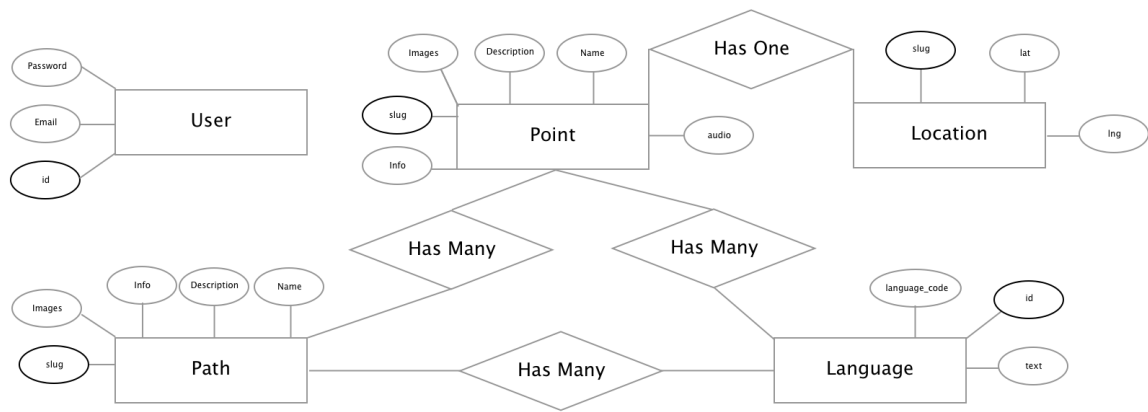 Has One
Images
Description
Name
slug
lat
Password
slug
Email
User
Point
audio
Location
lng
id
Info
Has Many
Has Many
Info
Description
Name
language_code
id
Images
slug
Path
Has Many
Language
text